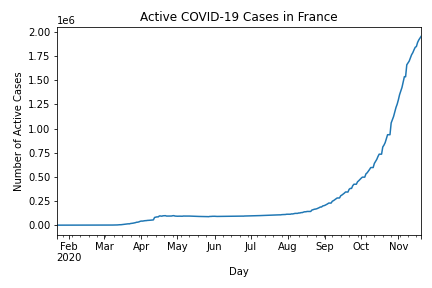 Active COVID-19 Cases in France
1e6
2.00
1.75
1.50
1.25
1.00
0.75
0.50
0.25
0.00
Number of Active Cases
Feb Mar Apr May Jun Jul Aug Sep Oct Nov
2020
Day